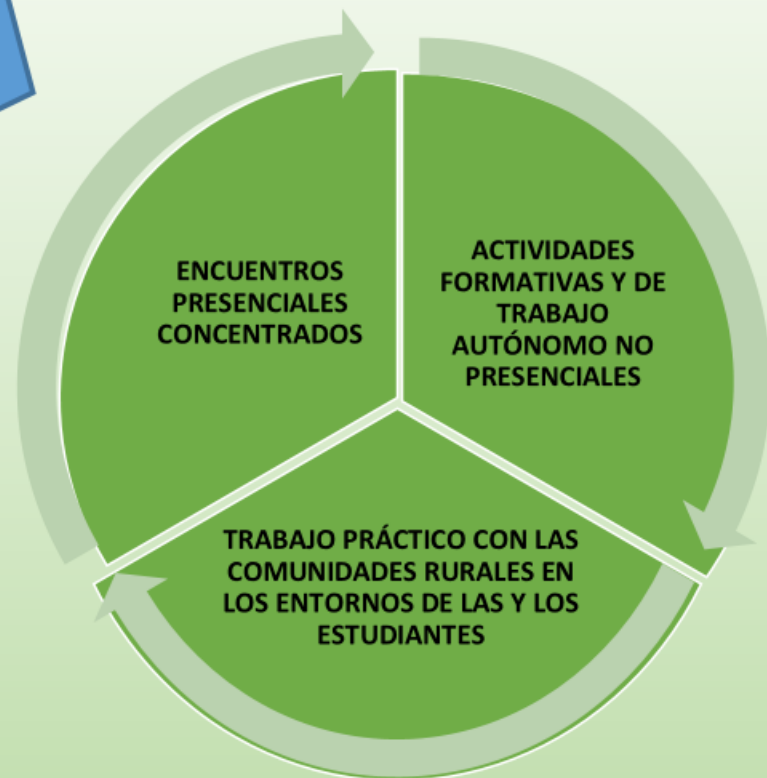 ENCUENTROS
PRESENCIALES
CONCENTRADOS
ACTIVIDADES
FORMATIVAS Y DE
TRABAJO
AUTÓNOMO NO
PRESENCIALES
TRABAJO PRÁCTICO CON LAS
COMUNIDADES RURALES EN
LOS ENTORNOS DE LAS Y LOS
ESTUDIANTES